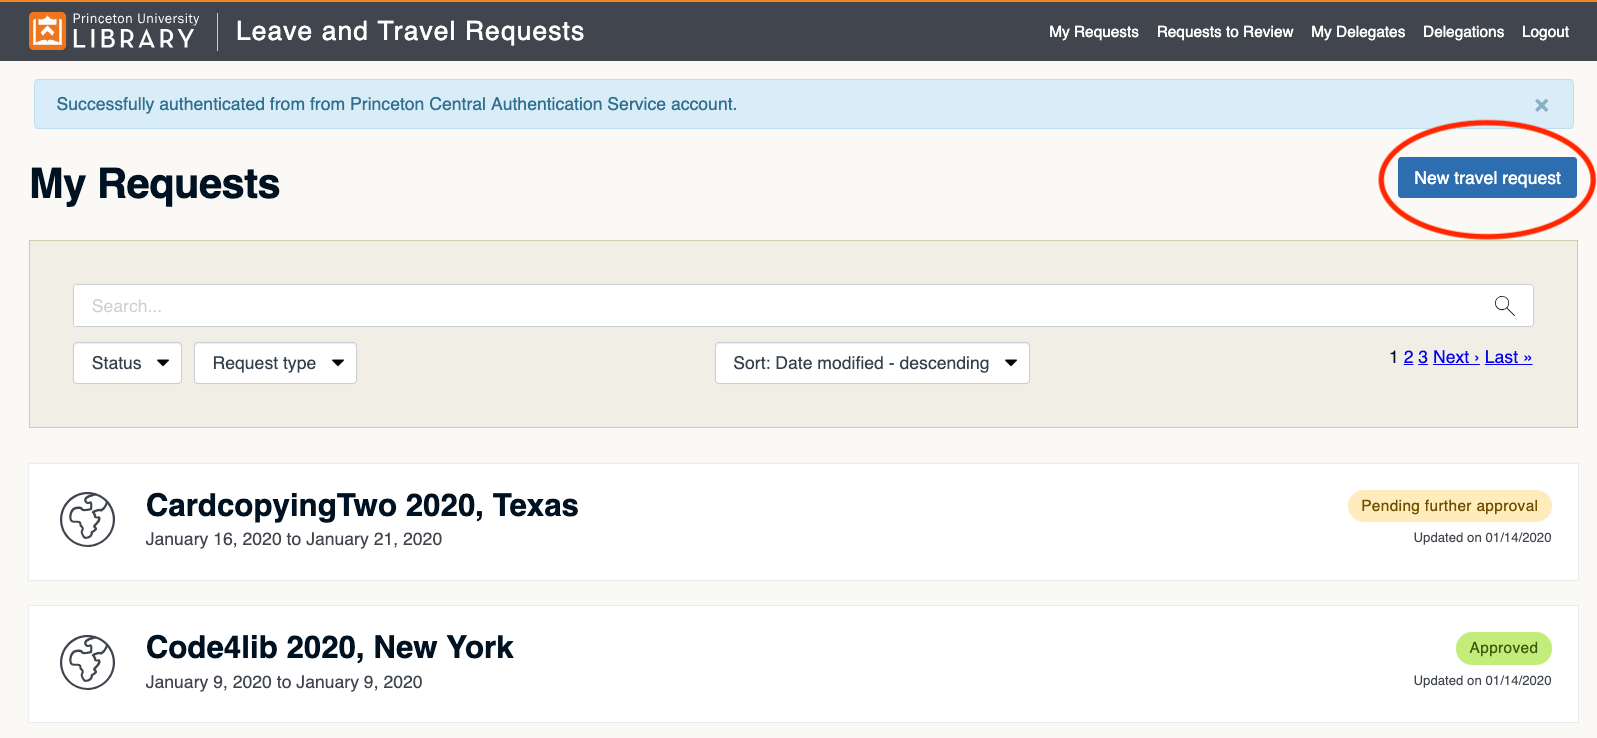 Princeton University
LIBRARY
Leave and Travel Requests
My Requests Requests to Review My Delegates Delegations Logout
Successfully authenticated from from Princeton Central Authentication Service account.
×
My Requests
New travel request
Search...
Status
Request type
Sort: Date modified - descending
1 2 3 Next › Last »
CardcopyingTwo 2020, Texas
Pending further approval
January 16, 2020 to January 21, 2020
Updated on 01/14/2020
Code4lib 2020, New York
Approved
January 9, 2020 to January 9, 2020
Updated on 01/14/2020